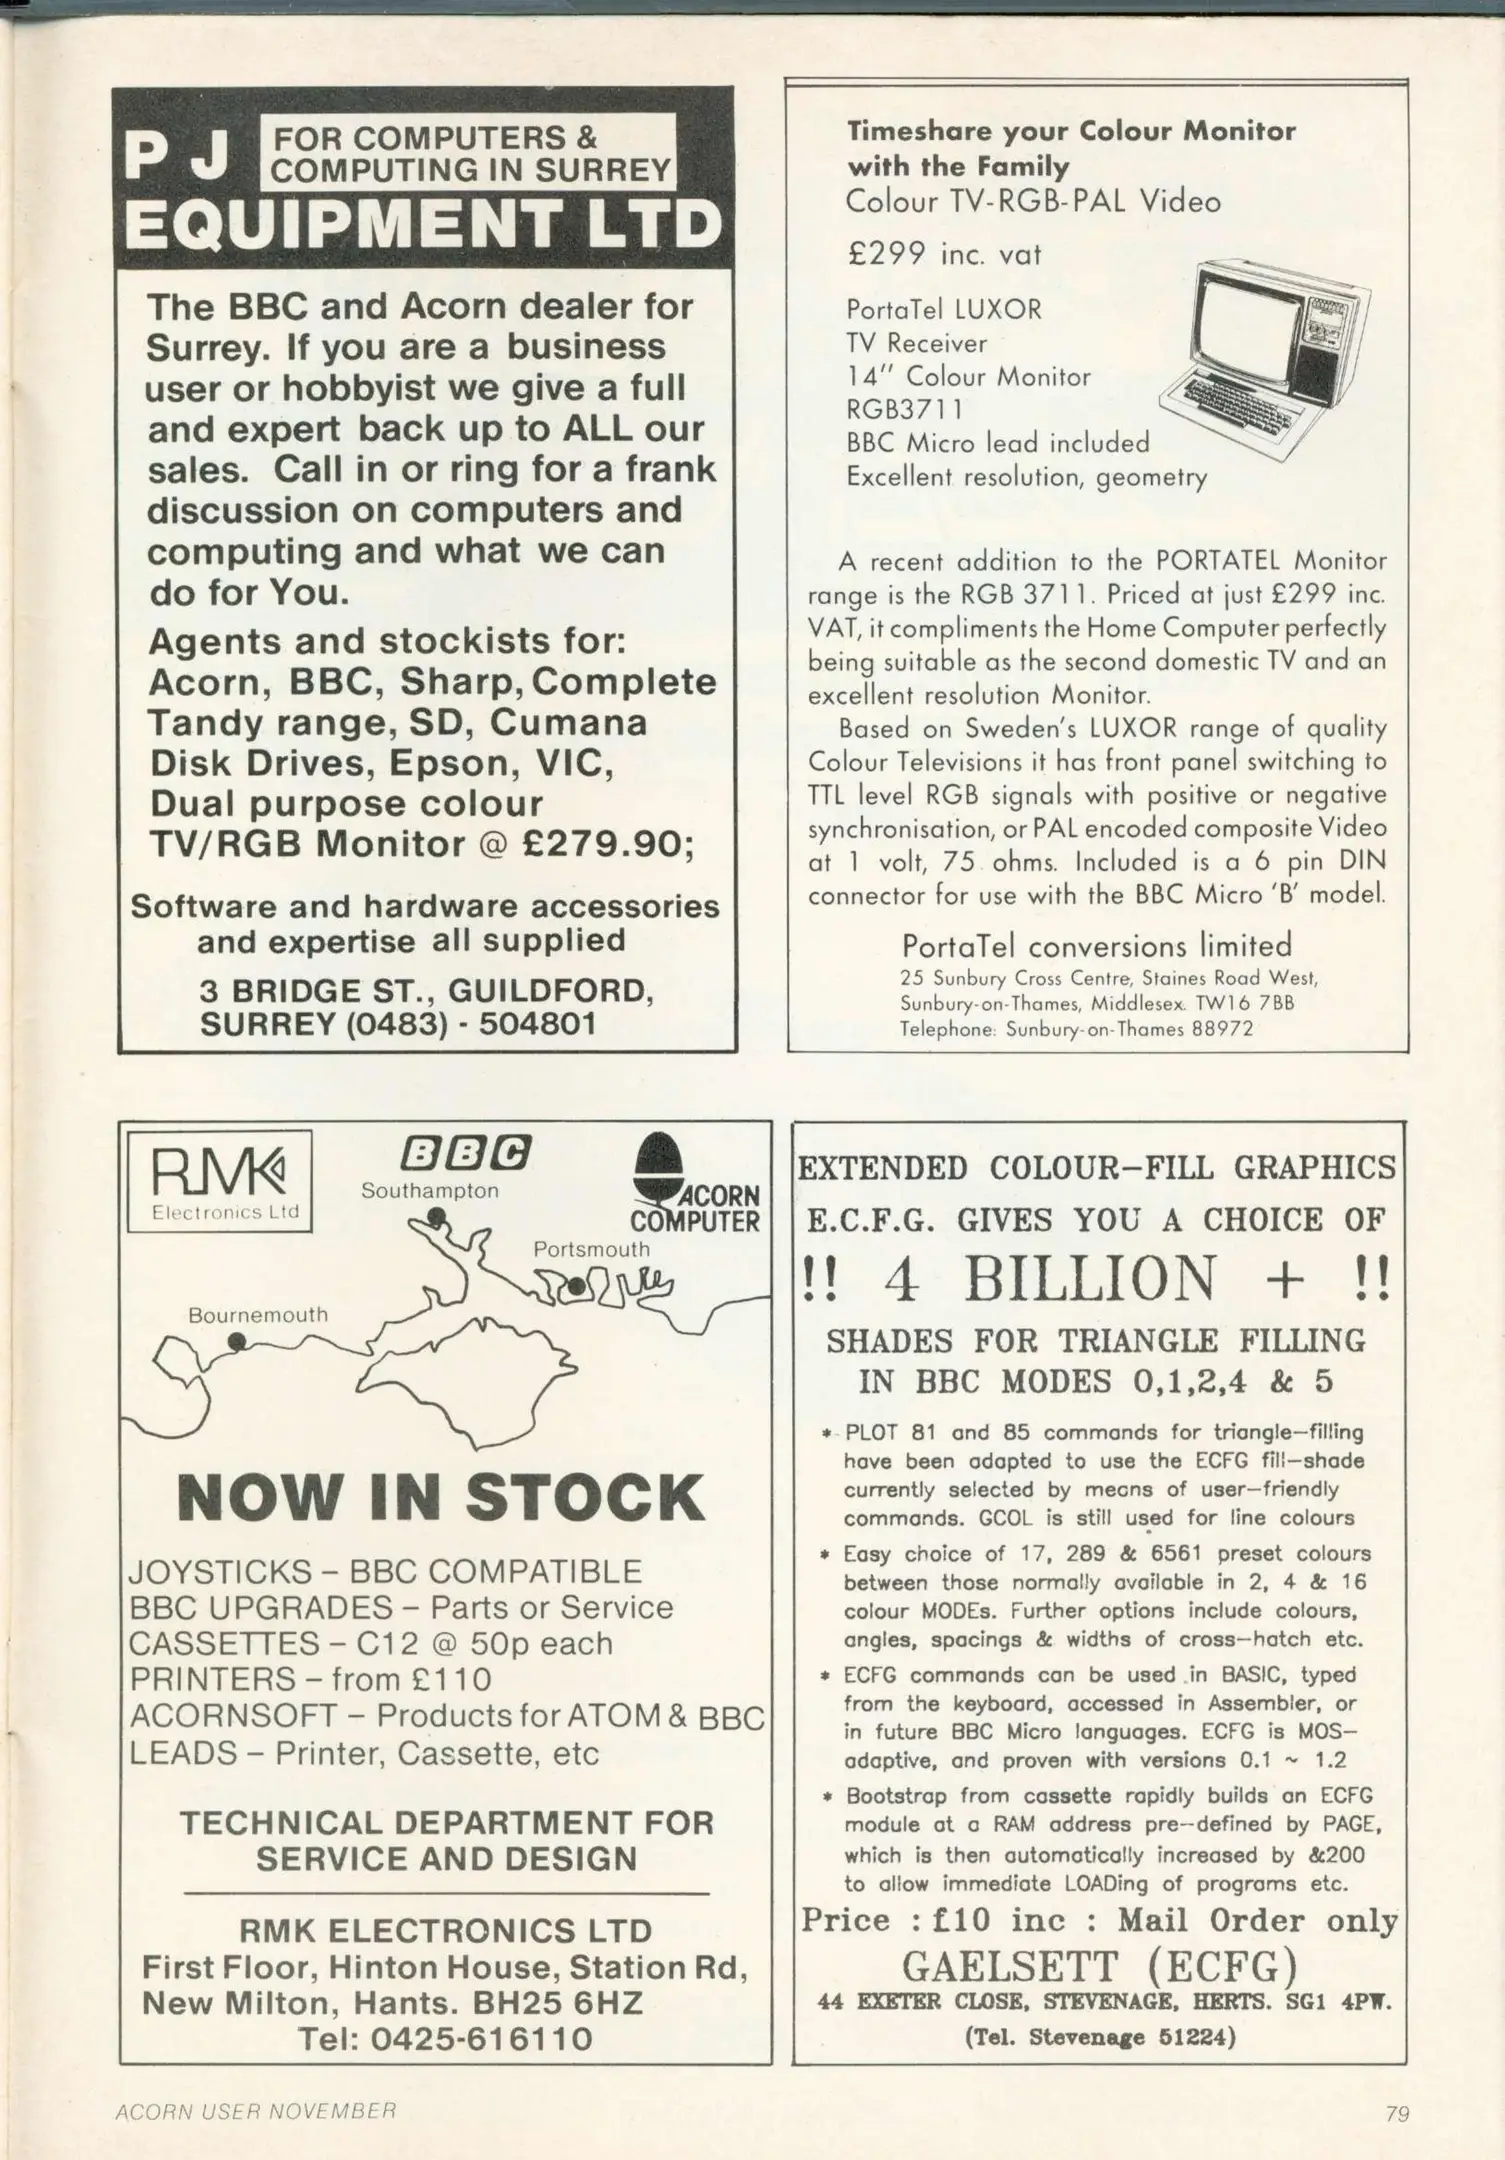 P J
FOR COMPUTERS &
COMPUTING IN SURREY
EQUIPMENT LTD
The BBC and Acorn dealer for
Surrey. If you are a business
user or hobbyist we give a full
and expert back up to ALL our
sales. Call in or ring for a frank
discussion on computers and
computing and what we can
do for You.
Agents and stockists for:
Acorn, BBC, Sharp, Complete
Tandy range, SD, Cumana
Disk Drives, Epson, VIC,
Dual purpose colour
TV/RGB Monitor @ £279.90;
Software and hardware accessories
and expertise all supplied
3 BRIDGE ST., GUILDFORD,
SURREY (0483) - 504801
Timeshare your Colour Monitor
with the Family
Colour TV-RGB-PAL Video
£299 inc. vat
PortaTel LUXOR
TV Receiver
14" Colour Monitor
RGB3711
BBC Micro lead included
Excellent resolution, geometry
A recent addition to the PORTATEL Monitor
range is the RGB 3711. Priced at just £299 inc.
VAT, it compliments the Home Computer perfectly
being suitable as the second domestic TV and an
excellent resolution Monitor.
Based on Sweden's LUXOR range of quality
Colour Televisions it has front panel switching to
TTL level RGB signals with positive or negative
synchronisation, or PAL encoded composite Video
at 1 volt, 75 ohms. Included is a 6 pin DIN
connector for use with the BBC Micro 'B' model.
PortaTel conversions limited
25 Sunbury Cross Centre, Staines Road West,
Sunbury-on-Thames, Middlesex. TW16 7BB
Telephone: Sunbury-on-Thames 88972
RMK
Electronics Ltd
BBC
ACORN
COMPUTER
Southampton
Portsmouth
Bournemouth
NOW IN STOCK
JOYSTICKS – BBC COMPATIBLE
BBC UPGRADES – Parts or Service
CASSETTES – C12 @ 50p each
PRINTERS – from £110
ACORNSOFT – Products for ATOM & BBC
LEADS – Printer, Cassette, etc
TECHNICAL DEPARTMENT FOR
SERVICE AND DESIGN
RMK ELECTRONICS LTD
First Floor, Hinton House, Station Rd,
New Milton, Hants. BH25 6HZ
Tel: 0425-616110
EXTENDED COLOUR–FILL GRAPHICS
E.C.F.G. GIVES YOU A CHOICE OF
!! 4 BILLION + !!
SHADES FOR TRIANGLE FILLING
IN BBC MODES 0,1,2,4 & 5
* PLOT 81 and 85 commands for triangle–filling
have been adapted to use the ECFG fill–shade
currently selected by means of user–friendly
commands. GCOL is still used for line colours
* Easy choice of 17, 289 & 6561 preset colours
between those normally available in 2, 4 & 16
colour MODEs. Further options include colours,
angles, spacings & widths of cross–hatch etc.
* ECFG commands can be used in BASIC, typed
from the keyboard, accessed in Assembler, or
in future BBC Micro languages. ECFG is MOS–
adaptive, and proven with versions 0.1 ~ 1.2
* Bootstrap from cassette rapidly builds an ECFG
module at a RAM address pre–defined by PAGE,
which is then automatically increased by &200
to allow immediate LOADing of programs etc.
Price : £10 inc : Mail Order only
GAELSETT (ECFG)
44 EXETER CLOSE, STEVENAGE, HERTS. SG1 4PW.
(Tel. Stevenage 51224)
ACORN USER NOVEMBER
79